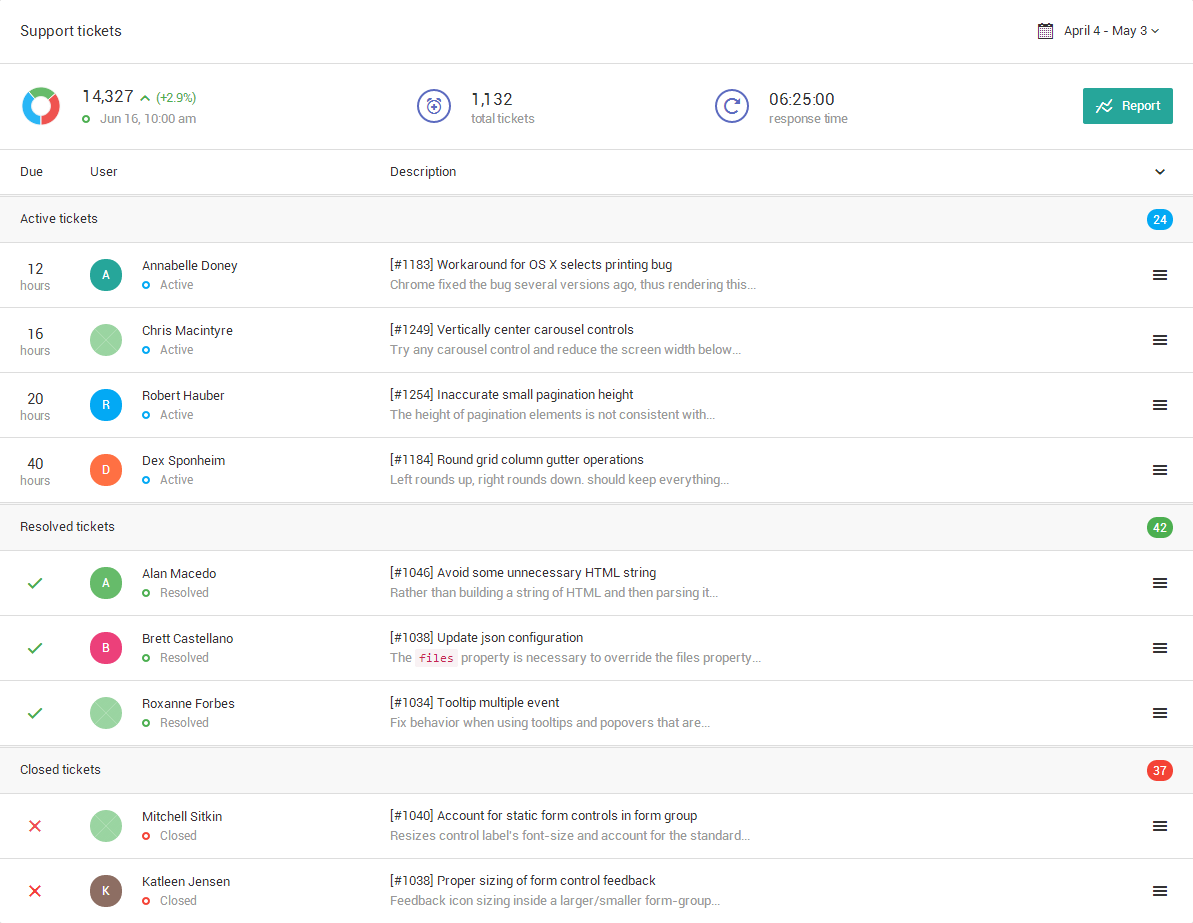 Support tickets
April 4 - May 3
14,327 (+2.9%)
Jun 16, 10:00 am
1,132
total tickets
06:25:00
response time
Report
Due User Description
Active tickets 24
12
hours
A
Annabelle Doney
Active
[#1183] Workaround for OS X selects printing bug
Chrome fixed the bug several versions ago, thus rendering this...
16
hours
Chris Macintyre
Active
[#1249] Vertically center carousel controls
Try any carousel control and reduce the screen width below...
20
hours
R
Robert Hauber
Active
[#1254] Inaccurate small pagination height
The height of pagination elements is not consistent with...
40
hours
D
Dex Sponheim
Active
[#1184] Round grid column gutter operations
Left rounds up, right rounds down. should keep everything...
Resolved tickets 42
A
Alan Macedo
Resolved
[#1046] Avoid some unnecessary HTML string
Rather than building a string of HTML and then parsing it...
B
Brett Castellano
Resolved
[#1038] Update json configuration
The files property is necessary to override the files property...
Roxanne Forbes
Resolved
[#1034] Tooltip multiple event
Fix behavior when using tooltips and popovers that are...
Closed tickets 37
Mitchell Sitkin
Closed
[#1040] Account for static form controls in form group
Resizes control label's font-size and account for the standard...
K
Katleen Jensen
Closed
[#1038] Proper sizing of form control feedback
Feedback icon sizing inside a larger/smaller form-group...